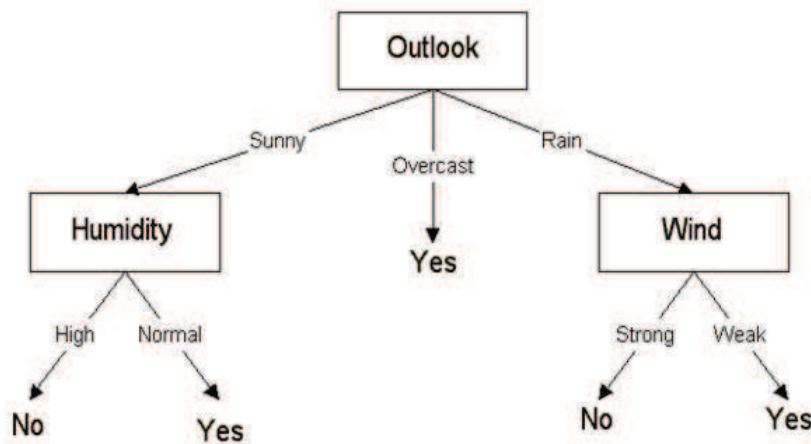 Outlook
Sunny
Overcast
Rain
Humidity
Yes
Wind
High
Normal
Strong
Weak
No
Yes
No
Yes